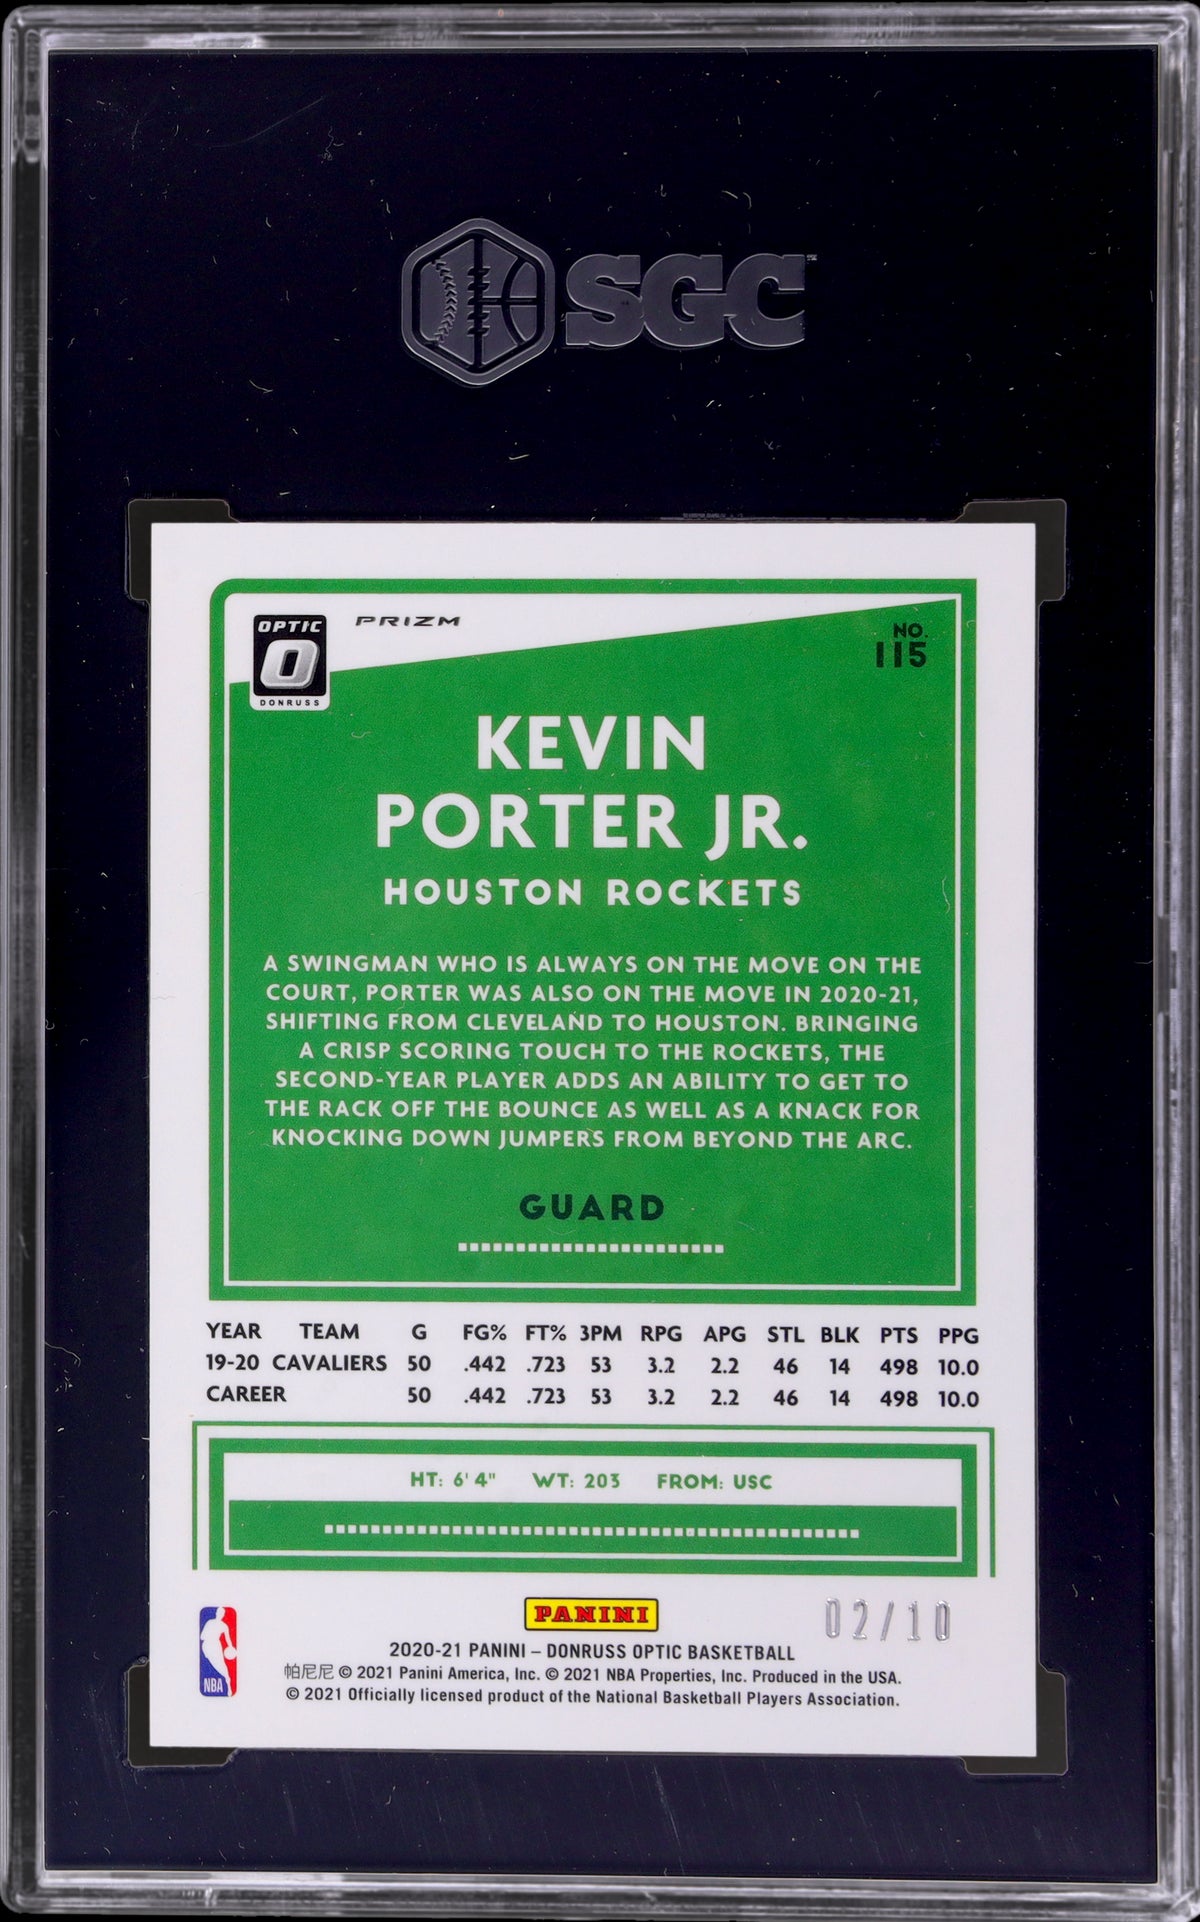 SGC
OPTIC
DONRUSS
PRIZM
NO.
115
KEVIN
PORTER JR.
HOUSTON ROCKETS
A SWINGMAN WHO IS ALWAYS ON THE MOVE ON THE
COURT, PORTER WAS ALSO ON THE MOVE IN 2020-21,
SHIFTING FROM CLEVELAND TO HOUSTON. BRINGING
A CRISP SCORING TOUCH TO THE ROCKETS, THE
SECOND-YEAR PLAYER ADDS AN ABILITY TO GET TO
THE RACK OFF THE BOUNCE AS WELL AS A KNACK FOR
KNOCKING DOWN JUMPERS FROM BEYOND THE ARC.
GUARD
YEAR TEAM G FG% FT% 3PM RPG APG STL BLK PTS PPG
19-20 CAVALIERS 50 .442 .723 53 3.2 2.2 46 14 498 10.0
CAREER 50 .442 .723 53 3.2 2.2 46 14 498 10.0
HT: 6' 4" WT: 203 FROM: USC
PANINI
02/10
NBA
2020-21 PANINI – DONRUSS OPTIC BASKETBALL
帕尼尼 © 2021 Panini America, Inc. © 2021 NBA Properties, Inc. Produced in the USA.
© 2021 Officially licensed product of the National Basketball Players Association.